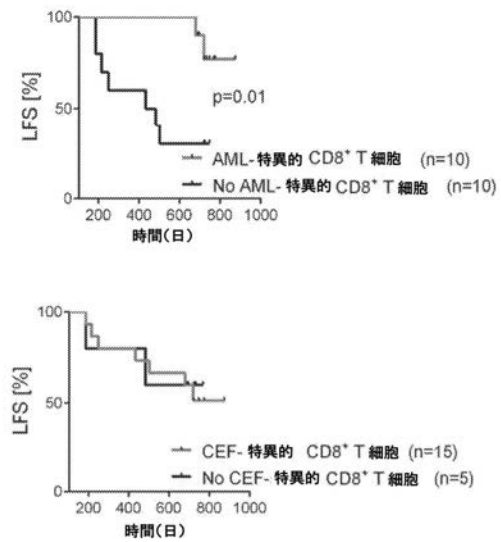 100
LFS [%]
50
p=0.01
AML- 特異的 CD8⁺ T 細胞 (n=10)
No AML- 特異的 CD8⁺ T 細胞 (n=10)
0
200 400 600 800 1000
時間(日)
100
LFS [%]
50
CEF- 特異的 CD8⁺ T 細胞 (n=15)
No CEF- 特異的 CD8⁺ T 細胞 (n=5)
0
200 400 600 800 1000
時間(日)